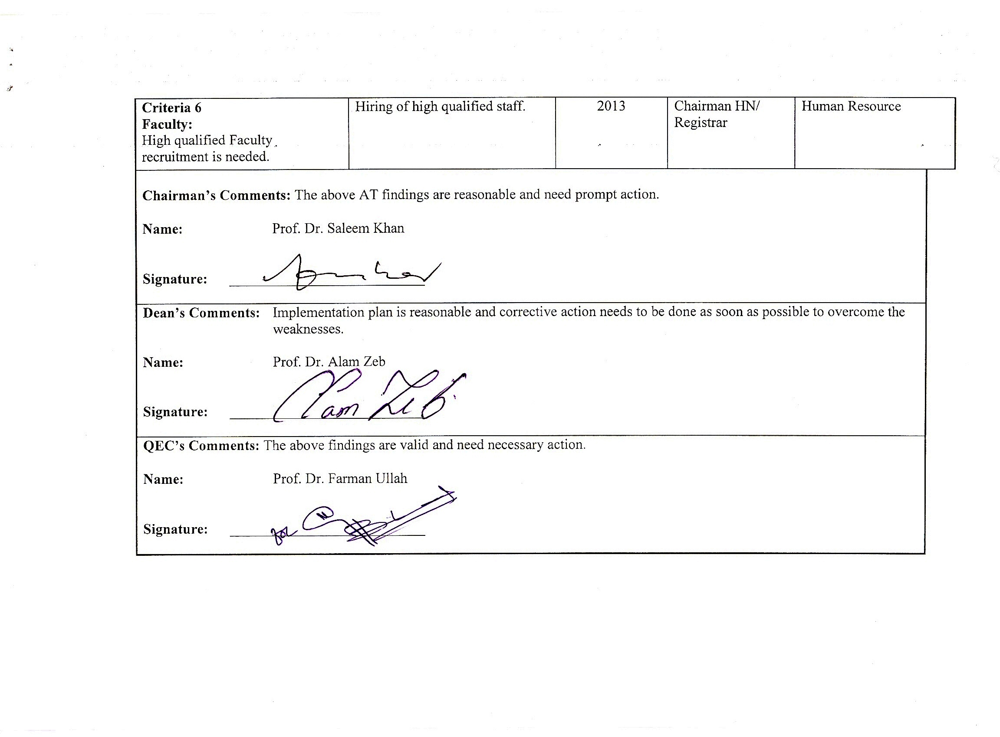 Criteria 6
Faculty:
High qualified Faculty
recruitment is needed.
Hiring of high qualified staff.
2013
Chairman HN/
Registrar
Human Resource
Chairman's Comments: The above AT findings are reasonable and need prompt action.
Name: Prof. Dr. Saleem Khan
Signature:
Dean's Comments: Implementation plan is reasonable and corrective action needs to be done as soon as possible to overcome the
weaknesses.
Name: Prof. Dr. Alam Zeb
Signature: Alam Zeb
QEC's Comments: The above findings are valid and need necessary action.
Name: Prof. Dr. Farman Ullah
Signature: for